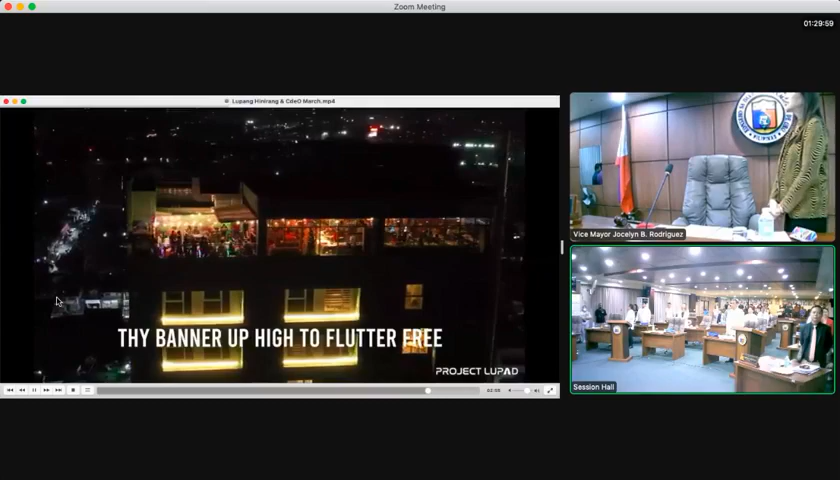 Zoom Meeting
01:29:59
Lupang Hinirang & CdeO March.mp4
THY BANNER UP HIGH TO FLUTTER FREE
PROJECT LUPAD
02:55
Vice Mayor Jocelyn B. Rodriguez
Session Hall